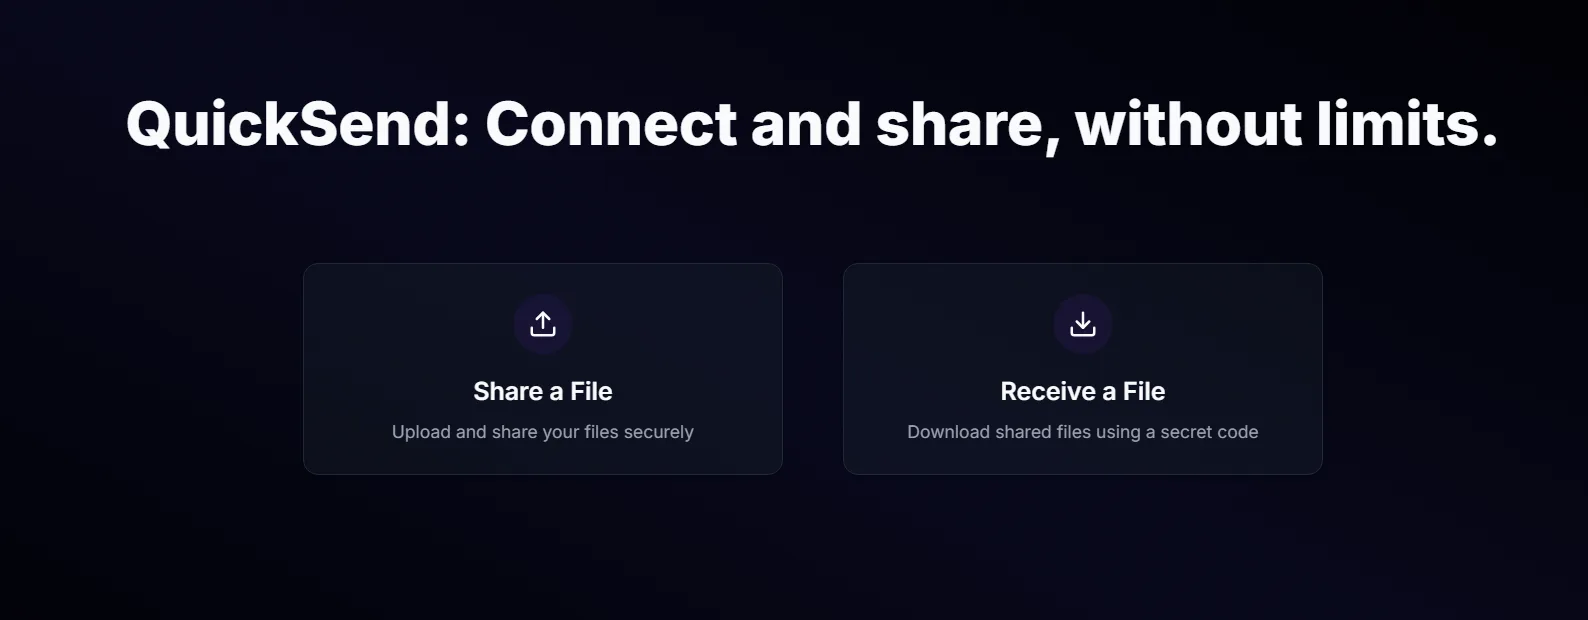 QuickSend: Connect and share, without limits.
Share a File
Upload and share your files securely
Receive a File
Download shared files using a secret code